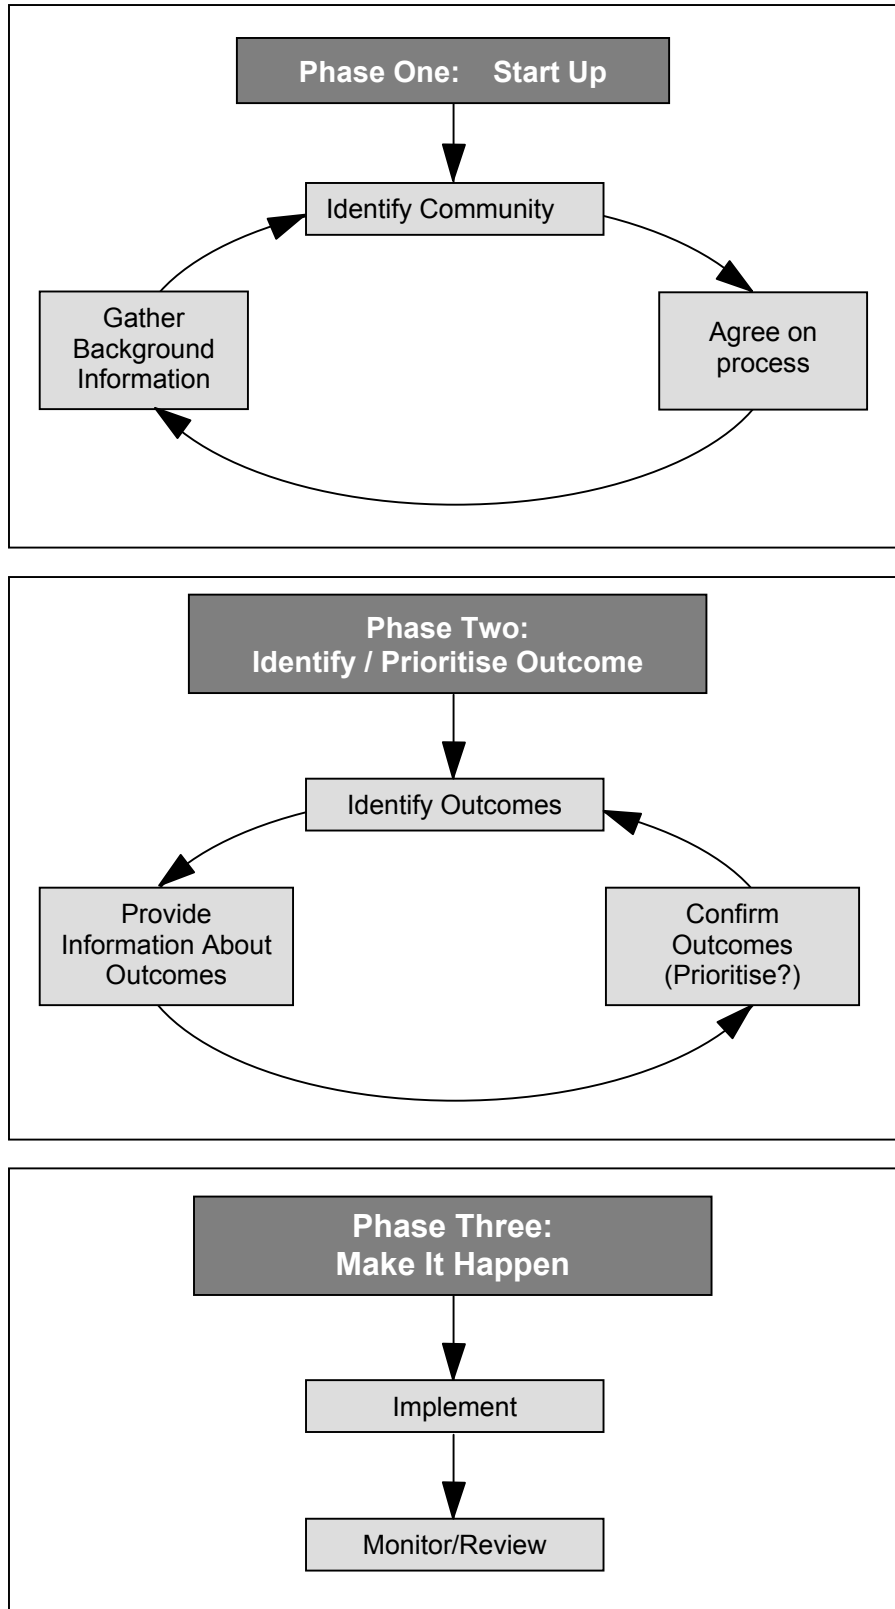 Phase One: Start Up
Identify Community
Gather
Background
Information
Agree on
process
Phase Two:
Identify / Prioritise Outcome
Identify Outcomes
Provide
Information About
Outcomes
Confirm
Outcomes
(Prioritise?)
Phase Three:
Make It Happen
Implement
Monitor/Review